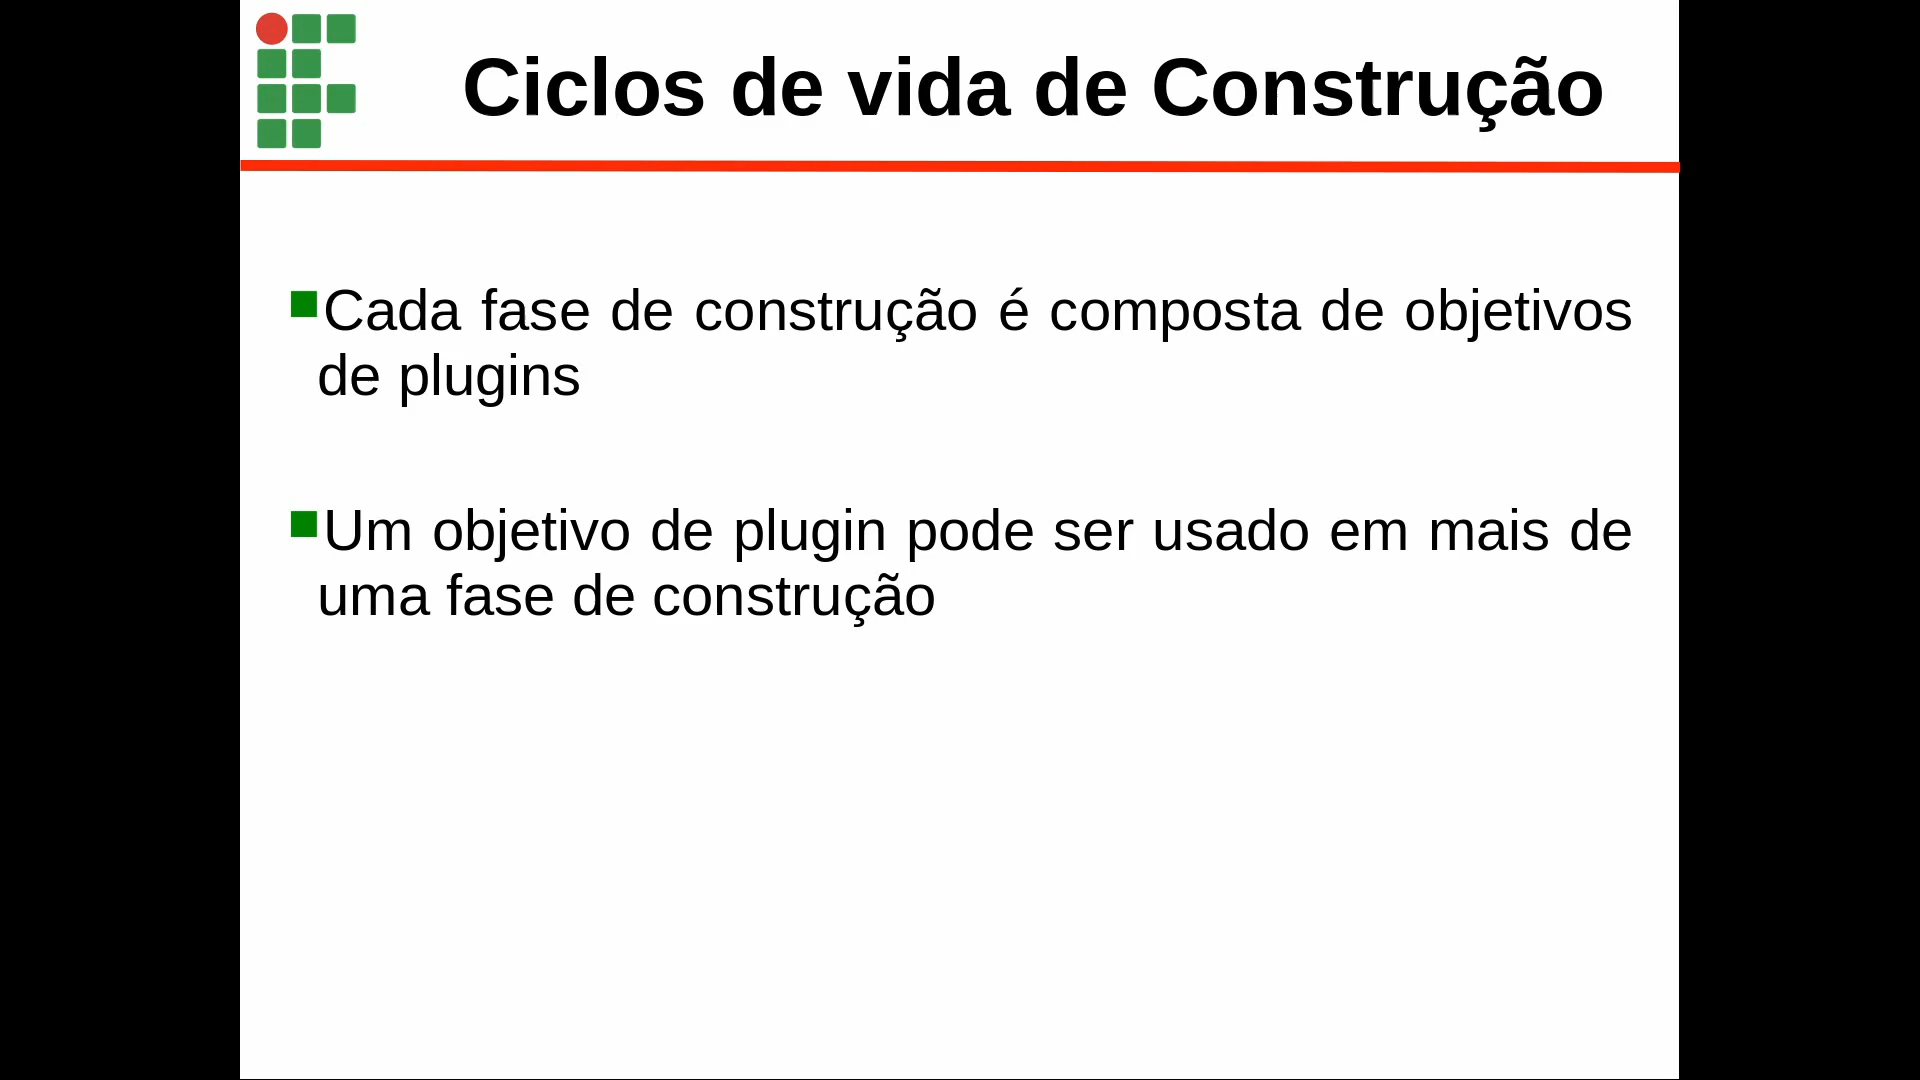 Ciclos de vida de Construção
Cada fase de construção é composta de objetivos
de plugins
Um objetivo de plugin pode ser usado em mais de
uma fase de construção